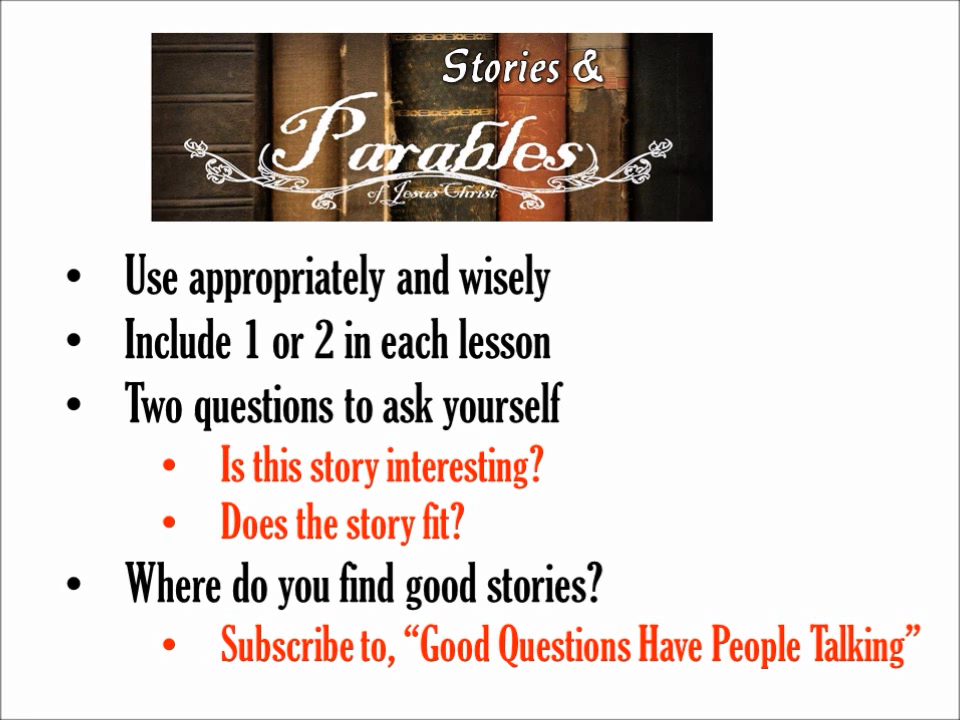 Stories &
Parables
of Jesus Christ
• Use appropriately and wisely
• Include 1 or 2 in each lesson
• Two questions to ask yourself
• Is this story interesting?
• Does the story fit?
• Where do you find good stories?
• Subscribe to, “Good Questions Have People Talking”